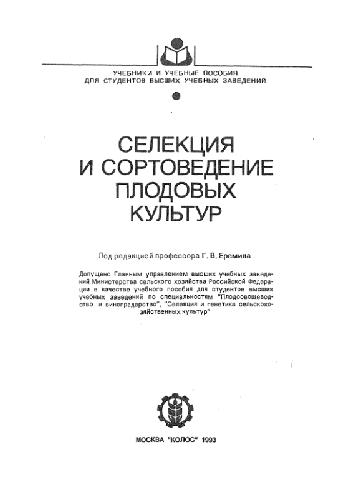 УЧЕБНИКИ И УЧЕБНЫЕ ПОСОБИЯ
ДЛЯ СТУДЕНТОВ ВЫСШИХ УЧЕБНЫХ ЗАВЕДЕНИЙ
СЕЛЕКЦИЯ
И СОРТОВЕДЕНИЕ
ПЛОДОВЫХ
КУЛЬТУР
Под редакцией профессора Г. В. Еремина
Допущено Главным управлением высших учебных заведе-
ний Министерства сельского хозяйства Российской Федера-
ции в качестве учебного пособия для студентов высших
учебных заведений по специальностям "Плодоовощевод-
ство и виноградарство", "Селекция и генетика сельскохо-
зяйственных культур"
МОСКВА "КОЛОС" 1993